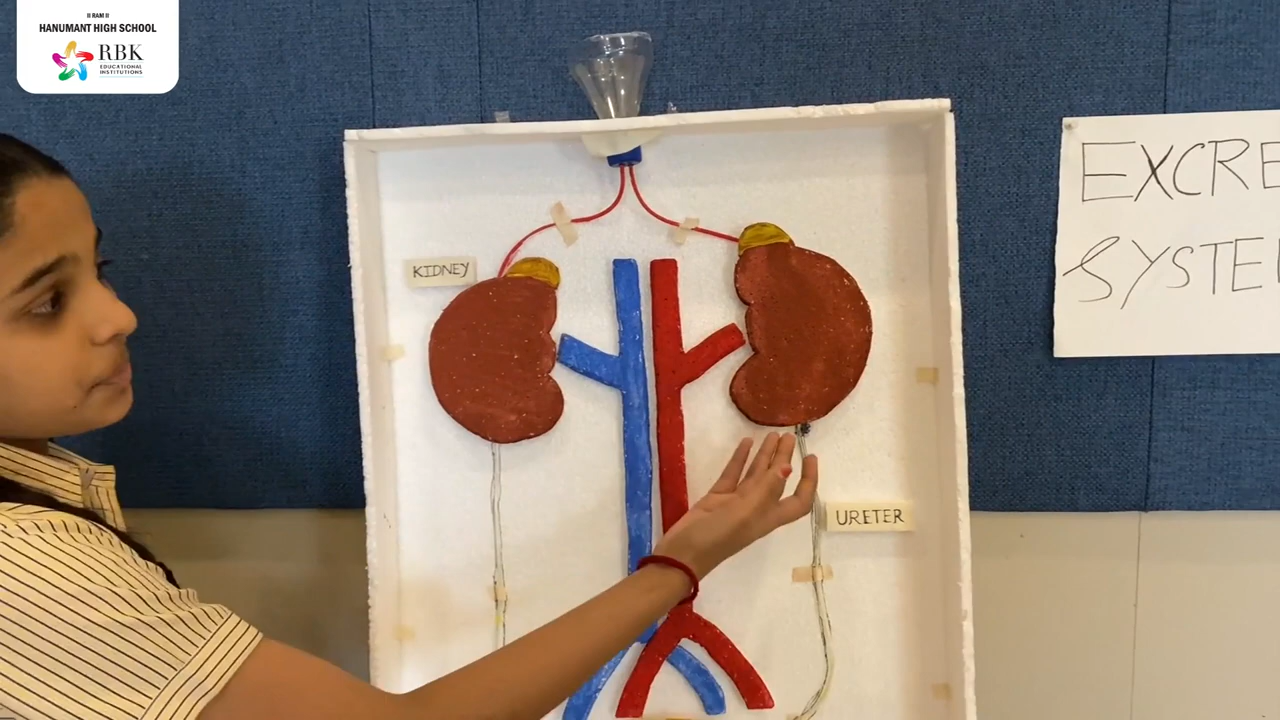 II RAM II
HANUMANT HIGH SCHOOL
RBK
EDUCATIONAL
INSTITUTIONS
EXCRE
SYSTE
KIDNEY
URETER